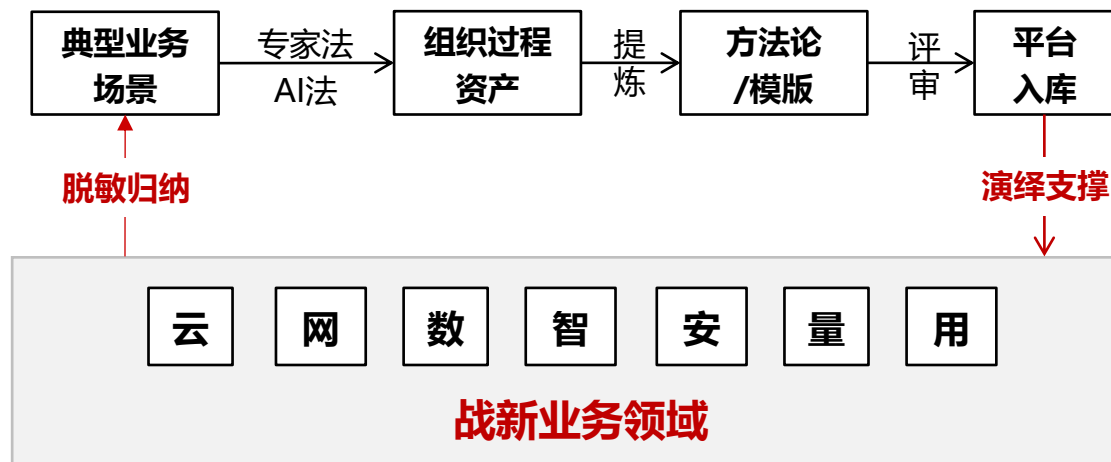 典型业务
场景
专家法
AI法
组织过程
资产
提
炼
方法论
/模版
评
审
平台
入库
脱敏归纳
演绎支撑
云 网 数 智 安 量 用
战新业务领域